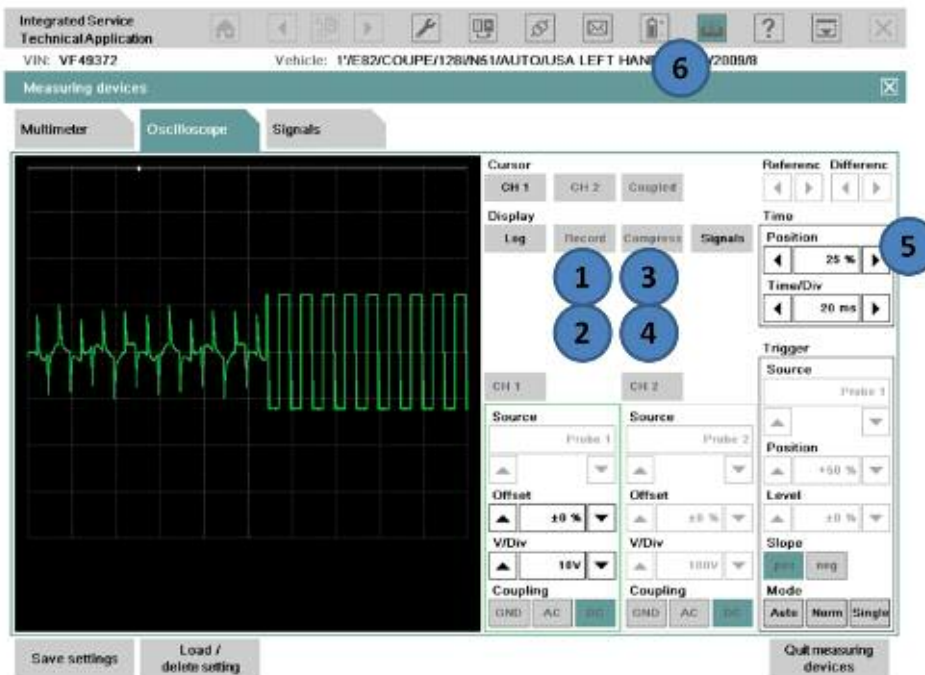 Integrated Service
Technical Application
?
VIN: VF49372 Vehicle: 1'/E82/COUPE/128i/N51/AUTO/USA LEFT HAN /2009/8
6
Measuring devices
Multimeter Oscilloscope Signals
Cursor Referenc Differenc
CH 1 CH 2 Coupled
Display Time
Log Record Compress Signals Position
25 %
5
1 3 Time/Div
20 ms
2 4
Trigger
Source
CH 1 CH 2 Probe 1
Source Source
Probe 1 Probe 2
Position
+60 %
Offset Offset Level
±0 % ±0 % ±0 %
V/Div V/Div Slope
10V 100V pos neg
Coupling Coupling Mode
GND AC DC GND AC DC Auto Norm Single
Save settings Load / Quit measuring
delete setting devices